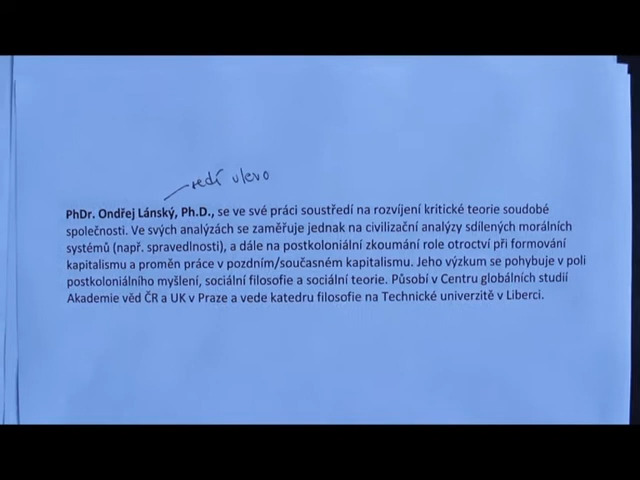 sedí vlevo
PhDr. Ondřej Lánský, Ph.D., se ve své práci soustředí na rozvíjení kritické teorie soudobé
společnosti. Ve svých analýzách se zaměřuje jednak na civilizační analýzy sdílených morálních
systémů (např. spravedlnosti), a dále na postkoloniální zkoumání role otroctví při formování
kapitalismu a proměn práce v pozdním/současném kapitalismu. Jeho výzkum se pohybuje v poli
postkoloniálního myšlení, sociální filosofie a sociální teorie. Působí v Centru globálních studií
Akademie věd ČR a UK v Praze a vede katedru filosofie na Technické univerzitě v Liberci.